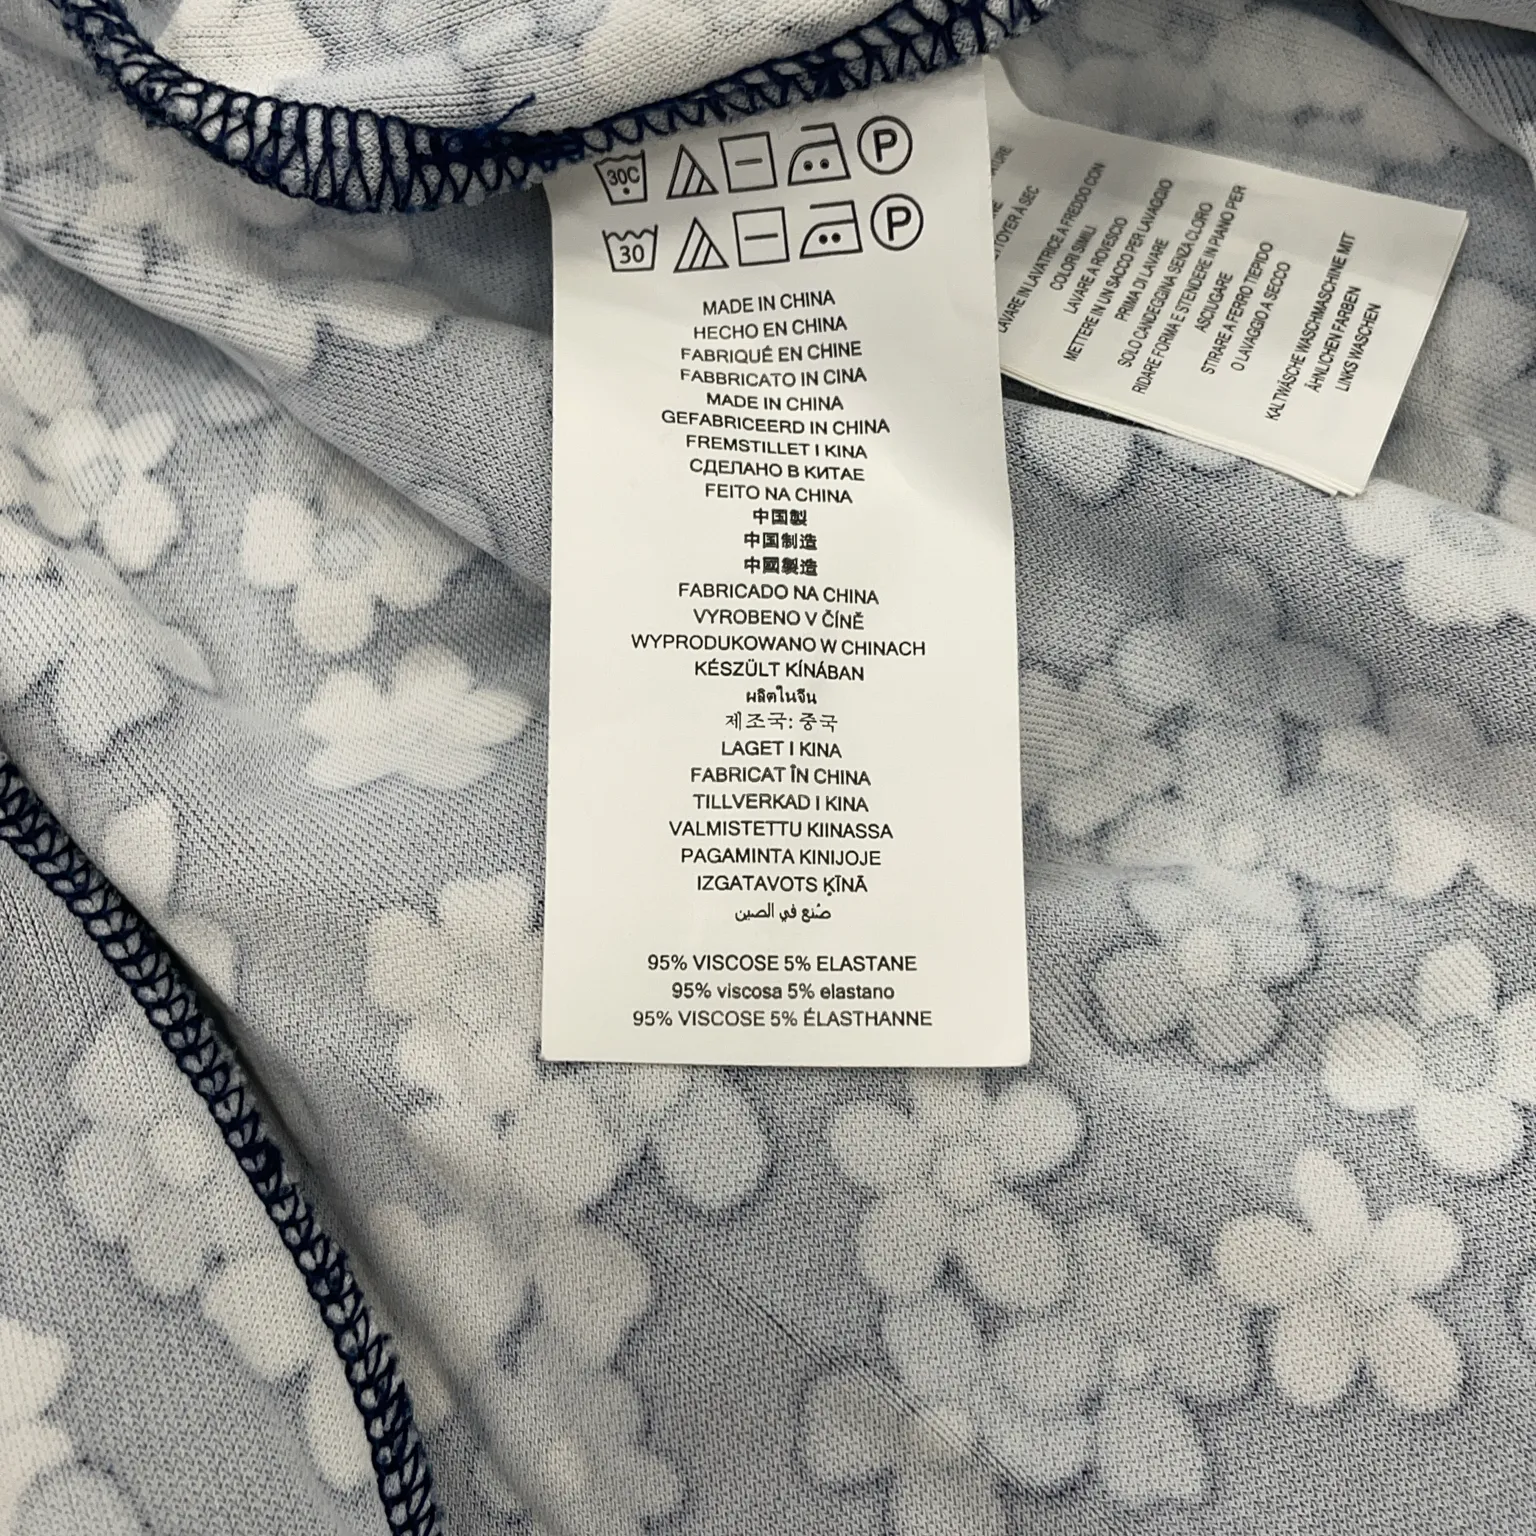 30C
P
30
P
MADE IN CHINA
HECHO EN CHINA
FABRIQUÉ EN CHINE
FABBRICATO IN CINA
MADE IN CHINA
GEFABRICEERD IN CHINA
FREMSTILLET I KINA
СДЕЛАНО В КИТАЕ
FEITO NA CHINA
中国製
中国制造
中國製造
FABRICADO NA CHINA
VYROBENO V ČÍNĚ
WYPRODUKOWANO W CHINACH
KÉSZÜLT KÍNÁBAN
ผลิตในจีน
제조국: 중국
LAGET I KINA
FABRICAT ÎN CHINA
TILLVERKAD I KINA
VALMISTETTU KIINASSA
PAGAMINTA KINIJOJE
IZGATAVOTS ĶĪNĀ
صُنع في الصين
95% VISCOSE 5% ELASTANE
95% viscosa 5% elastano
95% VISCOSE 5% ÉLASTHANNE
À SEC
LAVARE IN LAVATRICE A FREDDO CON
COLORI SIMILI
LAVARE A ROVESCIO
METTERE IN UN SACCO PER LAVAGGIO
PRIMA DI LAVARE
SOLO CANDEGGINA SENZA CLORO
RIDARE FORMA E STENDERE IN PIANO PER
ASCIUGARE
STIRARE A FERRO TIEPIDO
O LAVAGGIO A SECCO
KALTWÄSCHE WASCHMASCHINE MIT
ÄHNLICHEN FARBEN
LINKS WASCHEN